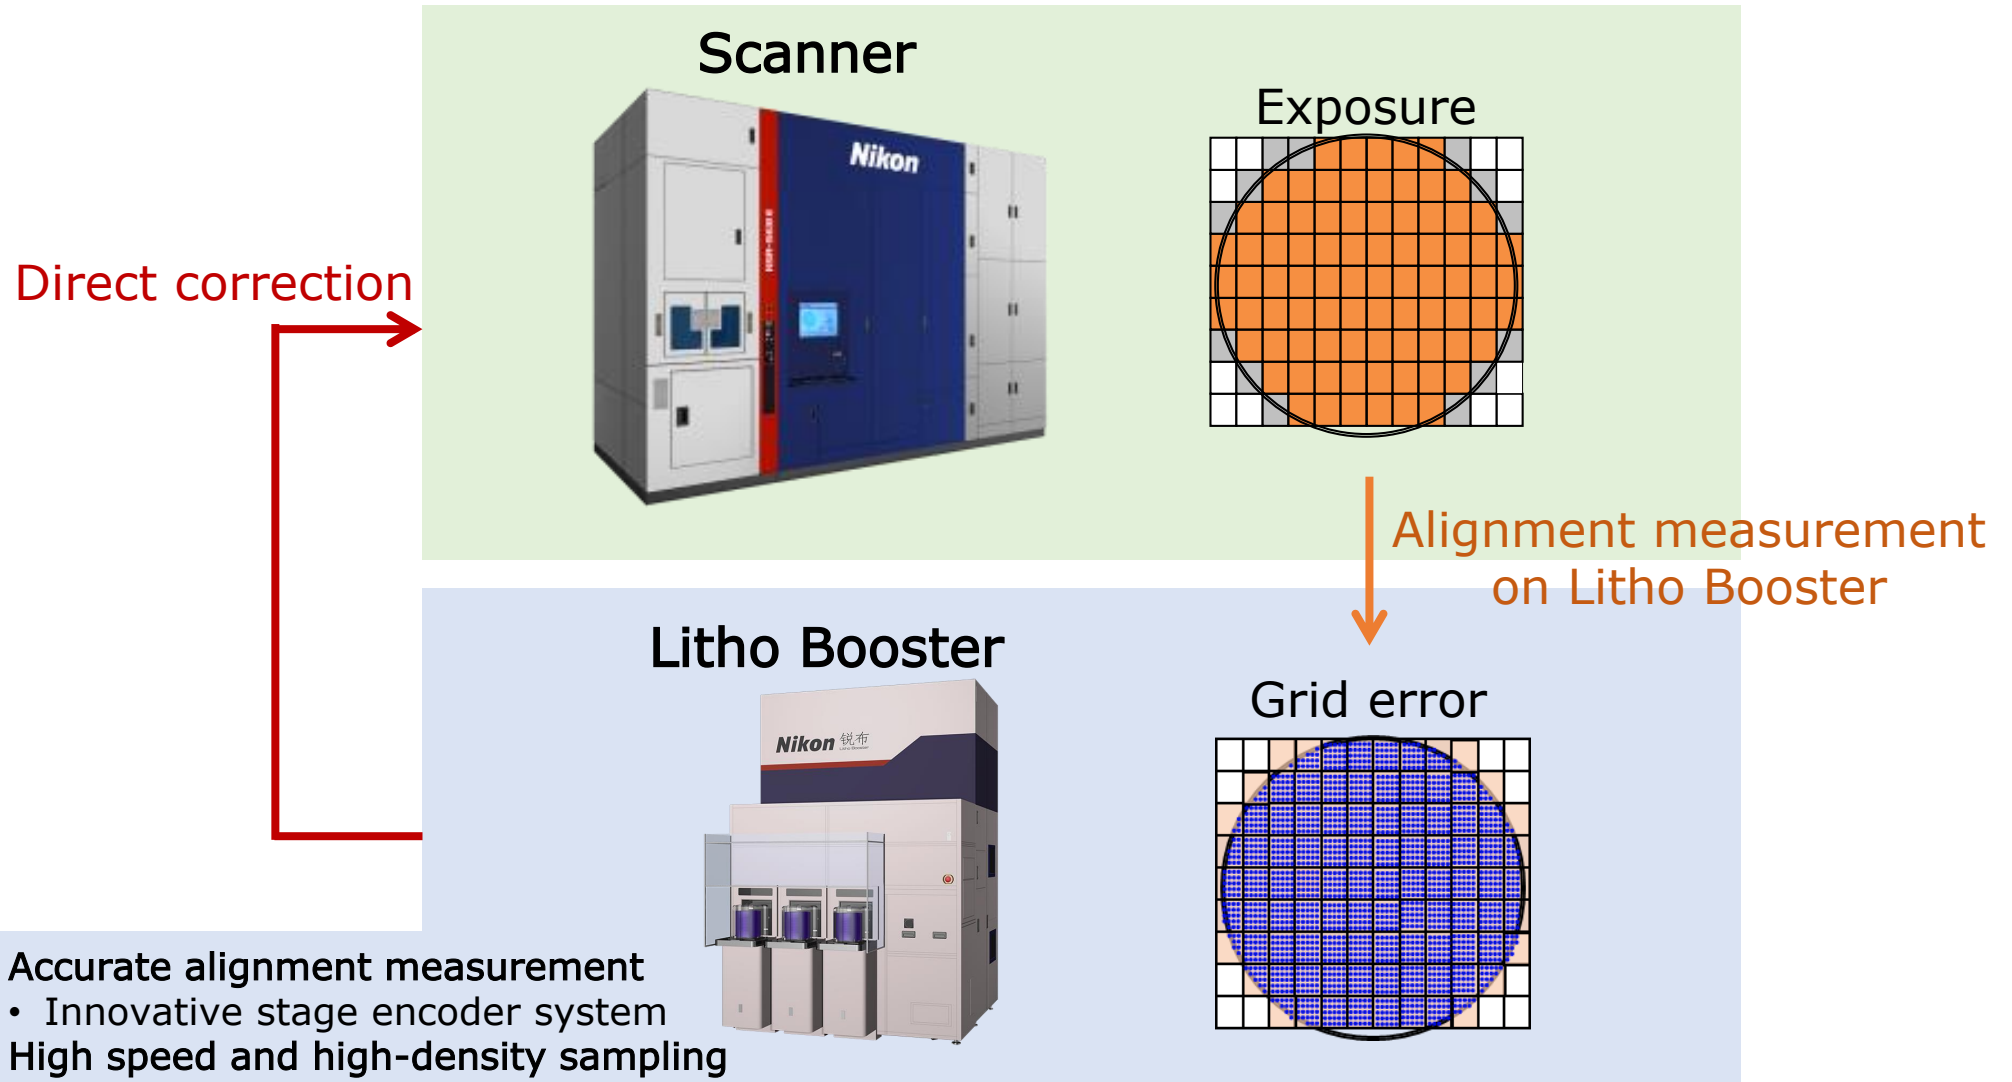 Scanner
Exposure
Nikon
Direct correction
Alignment measurement
on Litho Booster
Litho Booster
Grid error
Nikon 锐布
Accurate alignment measurement
• Innovative stage encoder system
High speed and high-density sampling